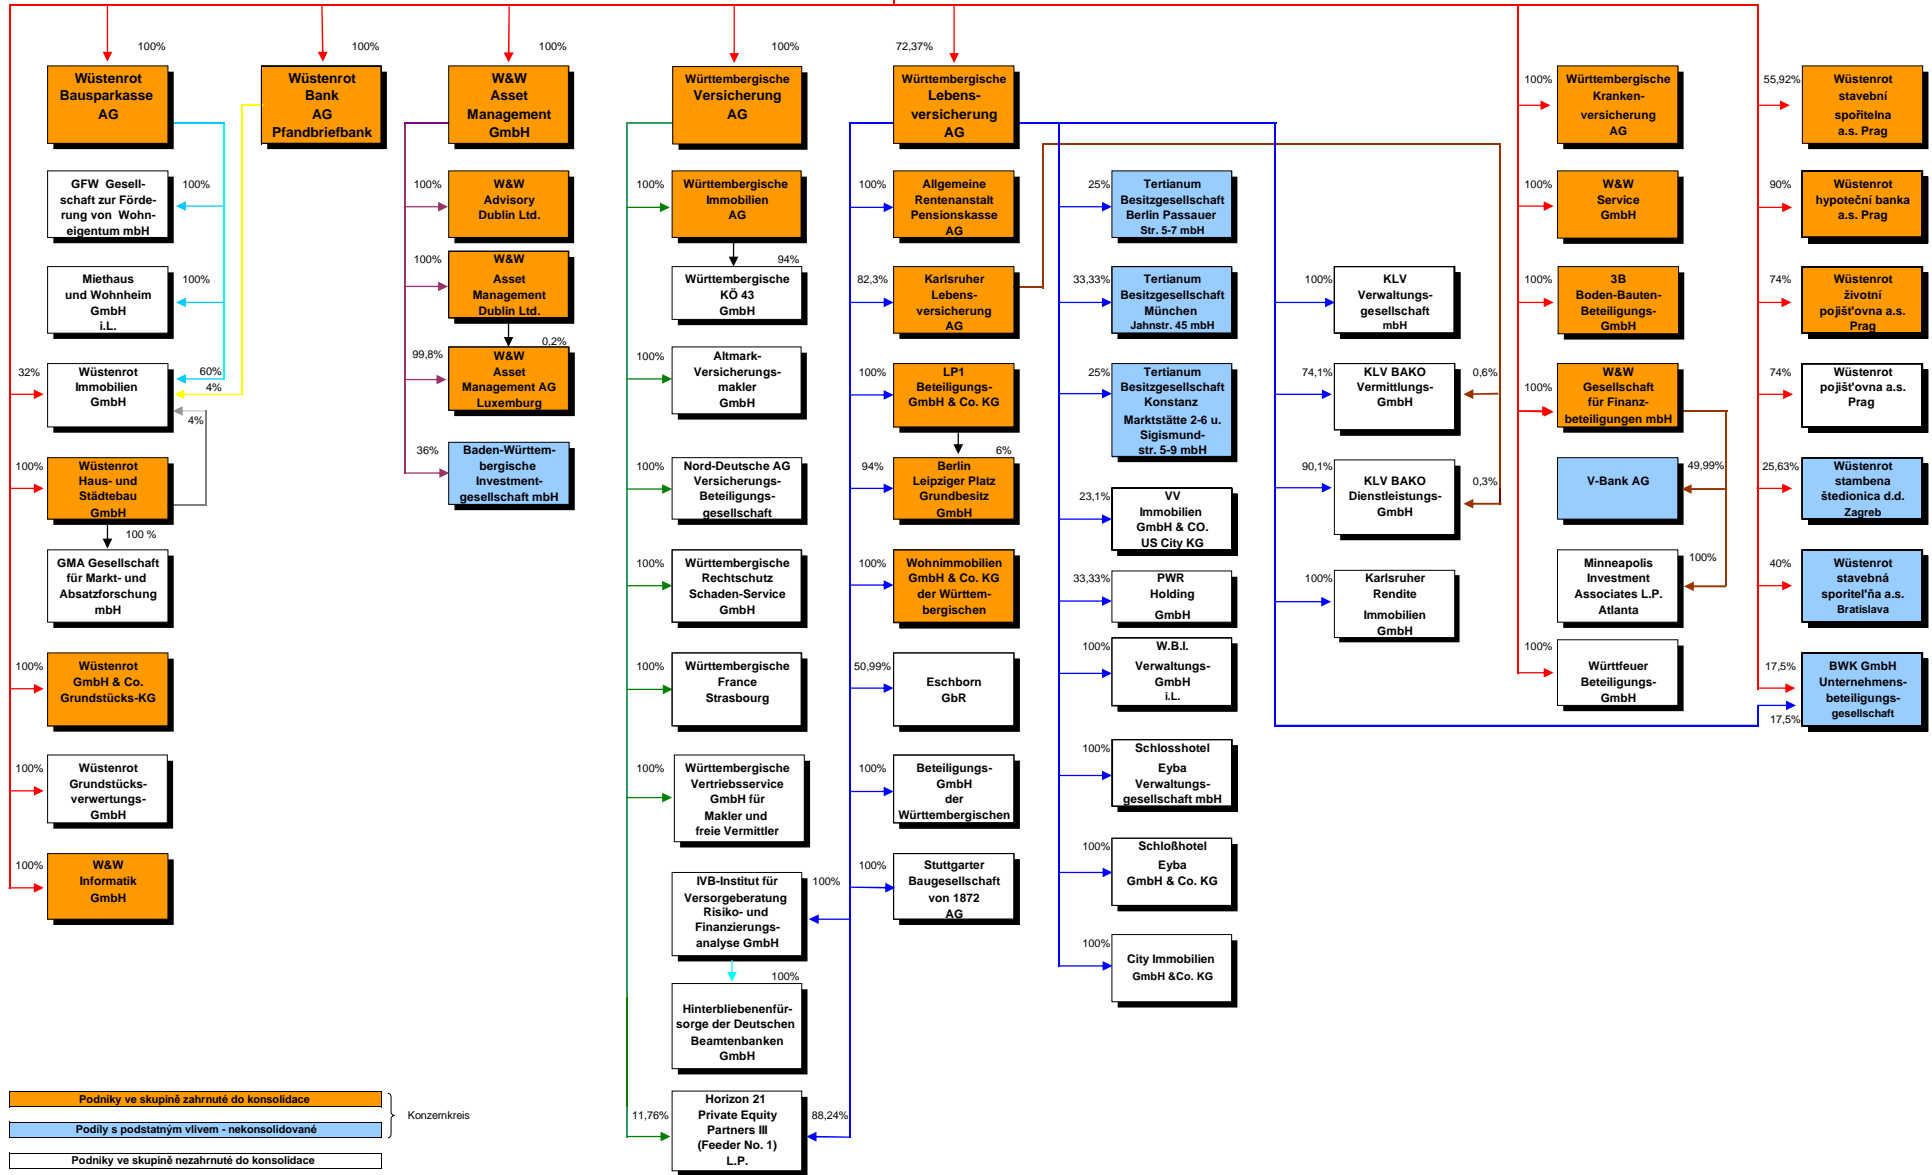 100%
Wüstenrot
Bausparkasse
AG
100%
Wüstenrot
Bank
AG
Pfandbriefbank
100%
W&W
Asset
Management
GmbH
100%
Württembergische
Versicherung
AG
72,37%
Württembergische
Lebens-
versicherung
AG
100%
Württembergische
Kranken-
versicherung
AG
55,92%
Wüstenrot
stavební
spořitelna
a.s. Prag
GFW Gesell-
schaft zur Förde-
rung von Wohn-
eigentum mbH
100%
Miethaus
und Wohnheim
GmbH
i.L.
100%
32%
Wüstenrot
Immobilien
GmbH
60%
4%
4%
100%
Wüstenrot
Haus- und
Städtebau
GmbH
100 %
GMA Gesellschaft
für Markt- und
Absatzforschung
mbH
100%
Wüstenrot
GmbH & Co.
Grundstücks-KG
100%
Wüstenrot
Grundstücks-
verwertungs-
GmbH
100%
W&W
Informatik
GmbH
100%
W&W
Advisory
Dublin Ltd.
100%
W&W
Asset
Management
Dublin Ltd.
0,2%
99,8%
W&W
Asset
Management AG
Luxemburg
36%
Baden-Württem-
bergische
Investment-
gesellschaft mbH
100%
Württembergische
Immobilien
AG
94%
Württembergische
KÖ 43
GmbH
100%
Altmark-
Versicherungs-
makler
GmbH
100%
Nord-Deutsche AG
Versicherungs-
Beteiligungs-
gesellschaft
100%
Württembergische
Rechtschutz
Schaden-Service
GmbH
100%
Württembergische
France
Strasbourg
100%
Württembergische
Vertriebsservice
GmbH für
Makler und
freie Vermittler
IVB-Institut für
Versorgeberatung
Risiko- und
Finanzierungs-
analyse GmbH
100%
100%
Hinterbliebenenfür-
sorge der Deutschen
Beamtenbanken
GmbH
11,76%
Horizon 21
Private Equity
Partners III
(Feeder No. 1)
L.P.
88,24%
100%
Allgemeine
Rentenanstalt
Pensionskasse
AG
82,3%
Karlsruher
Lebens-
versicherung
AG
100%
LP1
Beteiligungs-
GmbH & Co. KG
6%
94%
Berlin
Leipziger Platz
Grundbesitz
GmbH
100%
Wohnimmobilien
GmbH & Co. KG
der Württem-
bergischen
50,99%
Eschborn
GbR
100%
Beteiligungs-
GmbH
der
Württembergischen
100%
Stuttgarter
Baugesellschaft
von 1872
AG
25%
Tertianum
Besitzgesellschaft
Berlin Passauer
Str. 5-7 mbH
33,33%
Tertianum
Besitzgesellschaft
München
Jahnstr. 45 mbH
25%
Tertianum
Besitzgesellschaft
Konstanz
Marktstätte 2-6 u.
Sigismund-
str. 5-9 mbH
23,1%
VV
Immobilien
GmbH & CO.
US City KG
33,33%
PWR
Holding
GmbH
100%
W.B.I.
Verwaltungs-
GmbH
i.L.
100%
Schlosshotel
Eyba
Verwaltungs-
gesellschaft mbH
100%
Schloßhotel
Eyba
GmbH & Co. KG
100%
City Immobilien
GmbH &Co. KG
100%
KLV
Verwaltungs-
gesellschaft
mbH
74,1%
KLV BAKO
Vermittlungs-
GmbH
0,6%
90,1%
KLV BAKO
Dienstleistungs-
GmbH
0,3%
100%
Karlsruher
Rendite
Immobilien
GmbH
100%
W&W
Service
GmbH
100%
3B
Boden-Bauten-
Beteiligungs-
GmbH
100%
W&W
Gesellschaft
für Finanz-
beteiligungen mbH
V-Bank AG
49,99%
Minneapolis
Investment
Associates L.P.
Atlanta
100%
100%
Württfeuer
Beteiligungs-
GmbH
90%
Wüstenrot
hypoteční banka
a.s. Prag
74%
Wüstenrot
životní
pojišt'ovna a.s.
Prag
74%
Wüstenrot
pojišt'ovna a.s.
Prag
25,63%
Wüstenrot
stambena
štedionica d.d.
Zagreb
40%
Wüstenrot
stavebná
sporitel'ňa a.s.
Bratislava
17,5%
BWK GmbH
Unternehmens-
beteiligungs-
gesellschaft
17,5%
Podniky ve skupině zahrnuté do konsolidace
Podíly s podstatným vlivem - nekonsolidované
Konzernkreis
Podniky ve skupině nezahrnuté do konsolidace